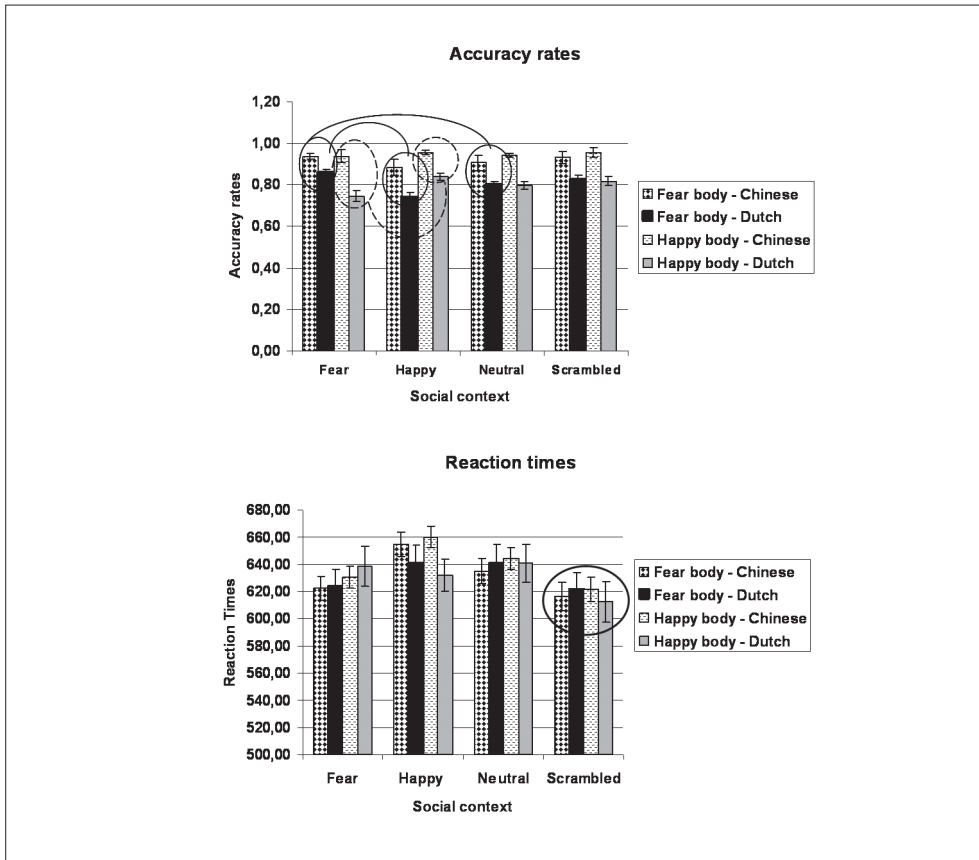 Accuracy rates
1,20
1,00
0,80
0,60
0,40
0,20
0,00
Accuracy rates
Fear Happy Neutral Scrambled
Social context
Fear body - Chinese
Fear body - Dutch
Happy body - Chinese
Happy body - Dutch
Reaction times
680,00
660,00
640,00
620,00
600,00
580,00
560,00
540,00
520,00
500,00
Reaction Times
Fear Happy Neutral Scrambled
Social context
Fear body - Chinese
Fear body - Dutch
Happy body - Chinese
Happy body - Dutch